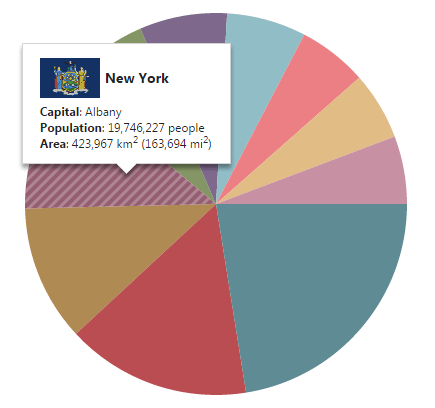 New York
Capital: Albany
Population: 19,746,227 people
Area: 423,967 km² (163,694 mi²)